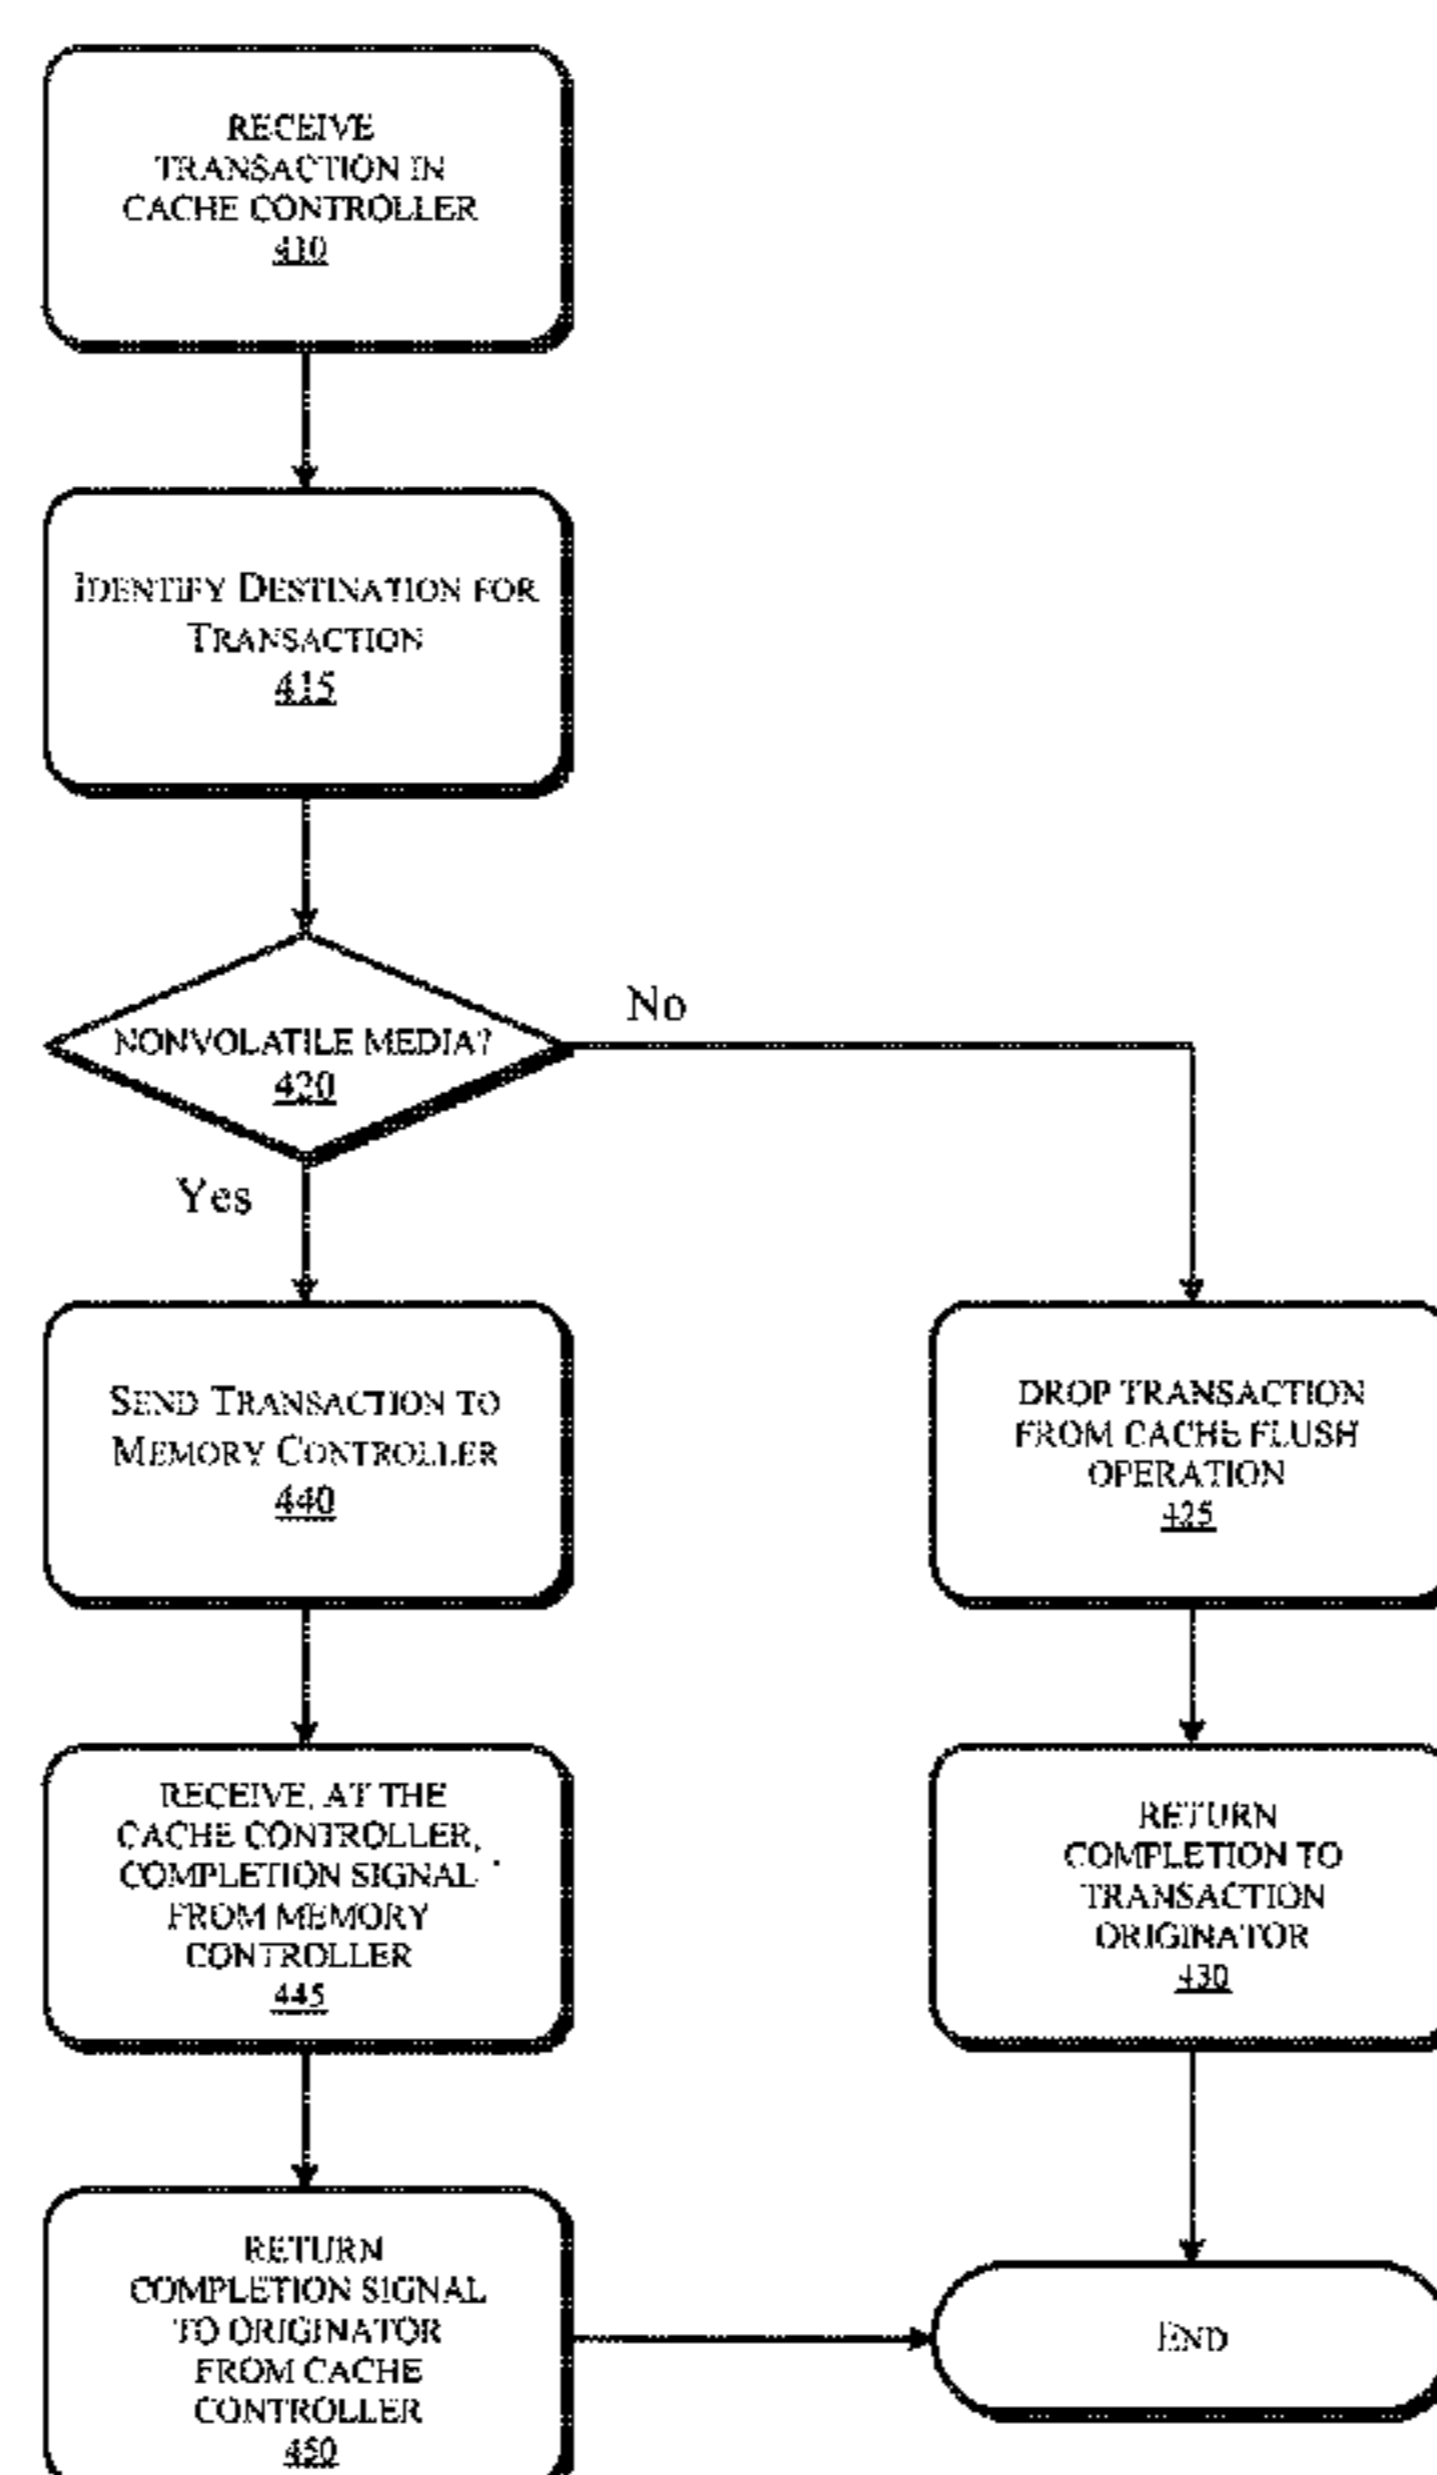 RECEIVE
TRANSACTION IN
CACHE CONTROLLER
410
IDENTIFY DESTINATION FOR
TRANSACTION
415
NONVOLATILE MEDIA?
420
No
Yes
SEND TRANSACTION TO
MEMORY CONTROLLER
440
DROP TRANSACTION
FROM CACHE FLUSH
OPERATION
425
RECEIVE, AT THE
CACHE CONTROLLER,
COMPLETION SIGNAL
FROM MEMORY
CONTROLLER
445
RETURN
COMPLETION TO
TRANSACTION
ORIGINATOR
430
RETURN
COMPLETION SIGNAL
TO ORIGINATOR
FROM CACHE
CONTROLLER
450
END